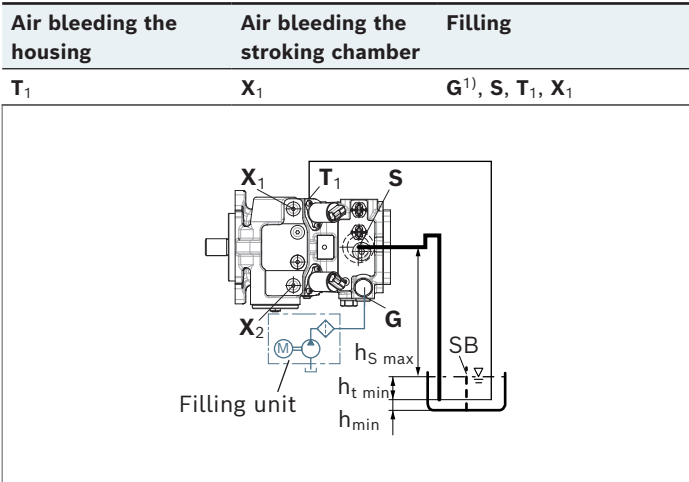 Air bleeding the housing
Air bleeding the stroking chamber
Filling
T1
X1
G1), S, T1, X1
X1
T1
S
X2
G
M
hS max
SB
ht min
Filling unit
hmin